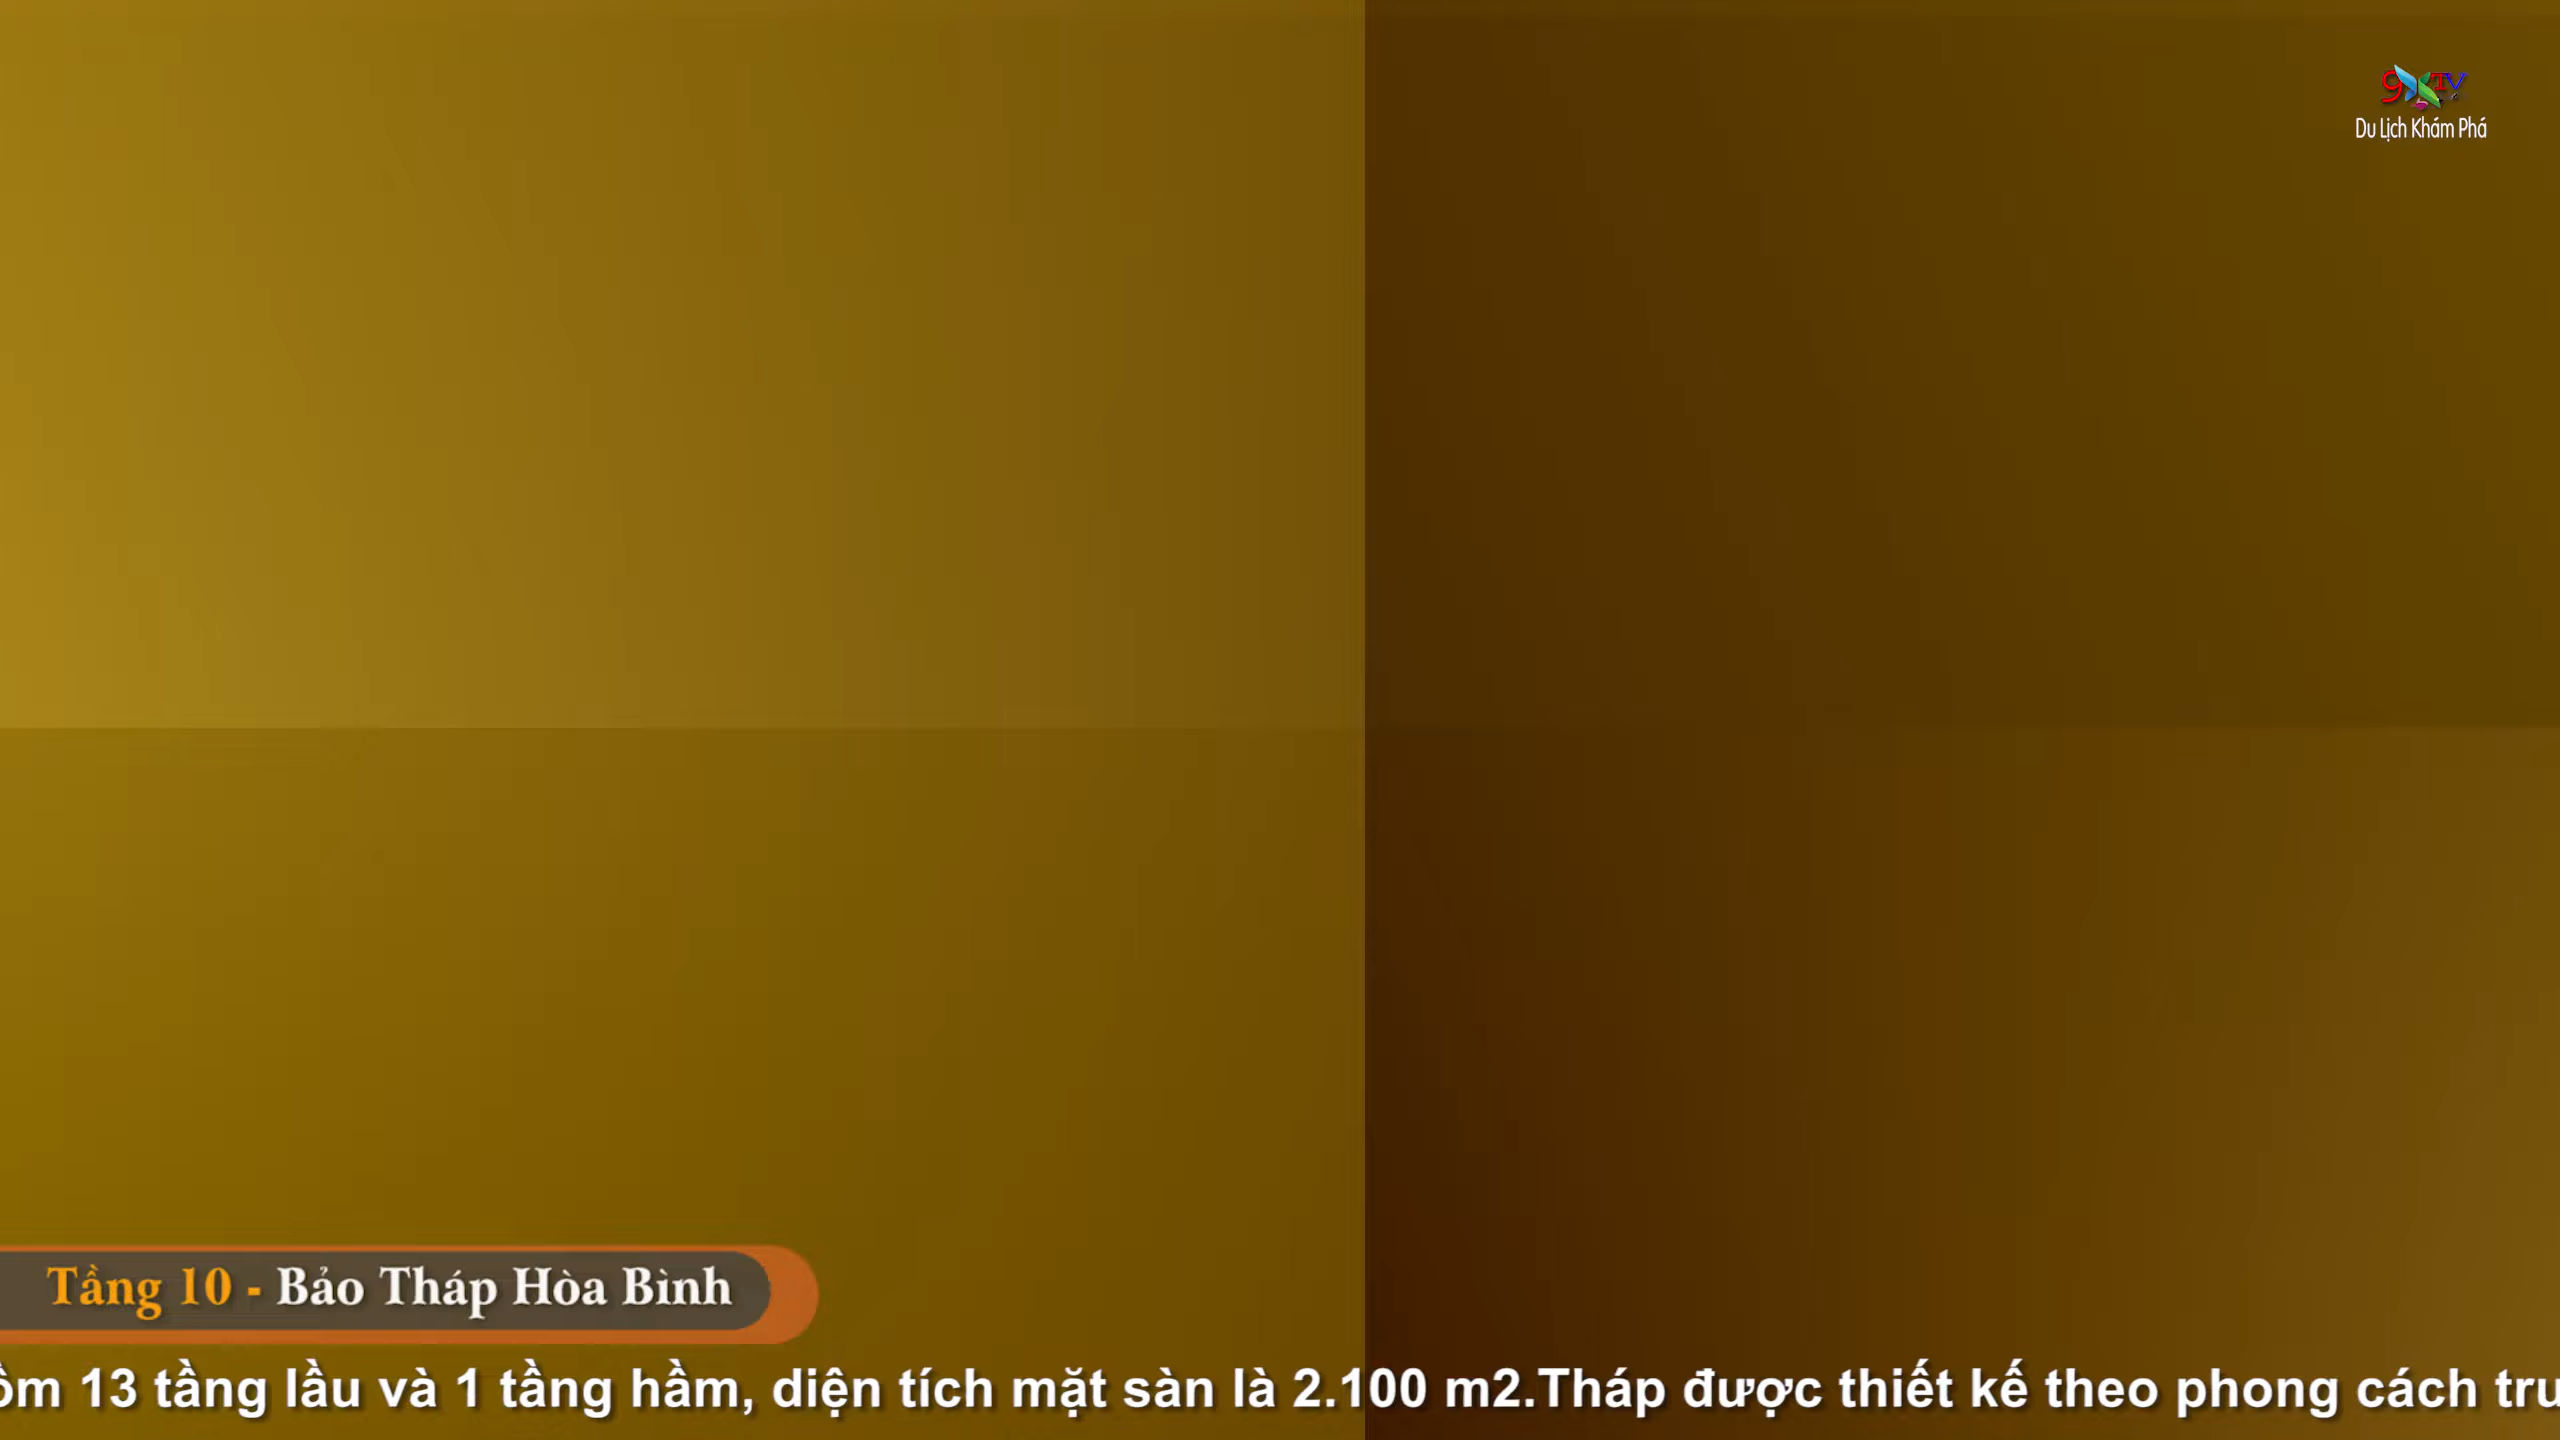 9XTV
Du Lịch Khám Phá
Tầng 10 - Bảo Tháp Hòa Bình
13 tầng lầu và 1 tầng hầm, diện tích mặt sàn là 2.100 m2.Tháp được thiết kế theo phong cách